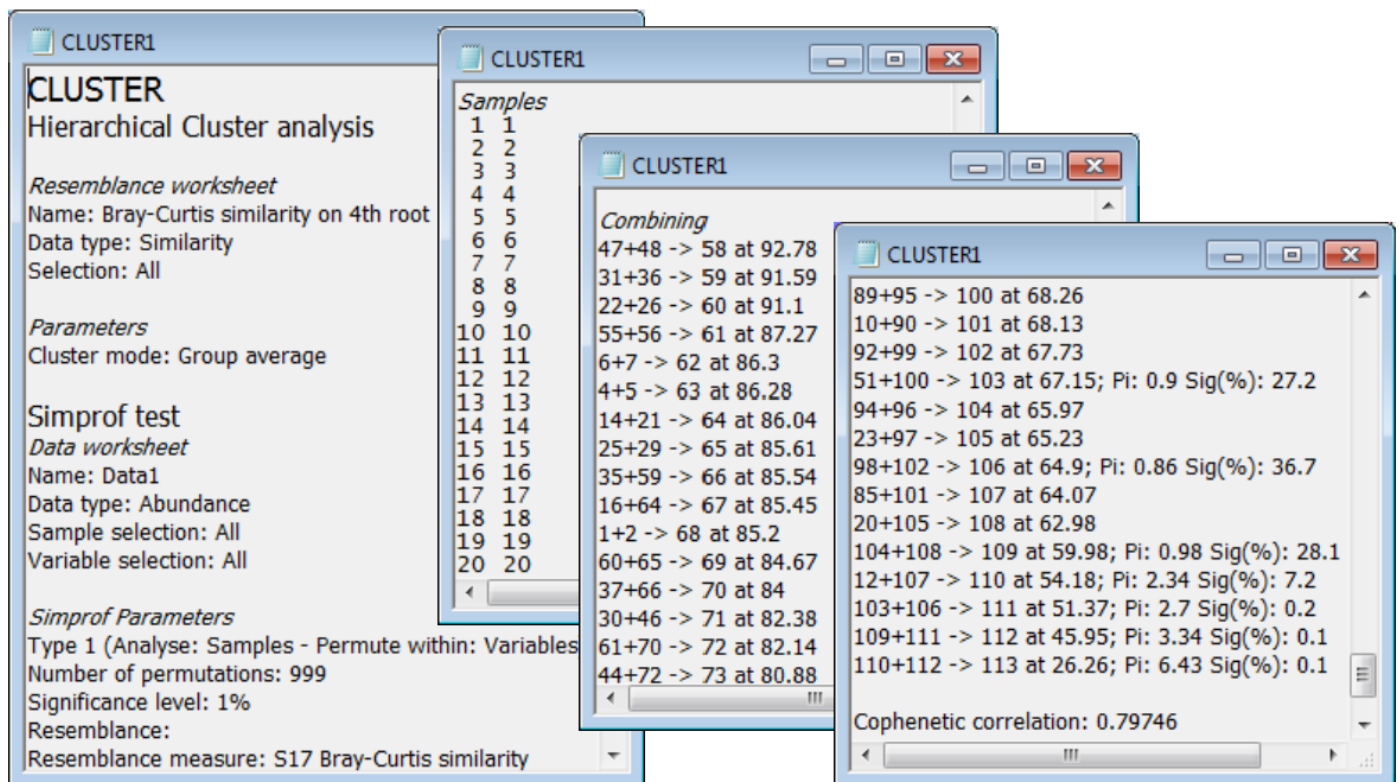 CLUSTER1
CLUSTER
Hierarchical Cluster analysis
Resemblance worksheet
Name: Bray-Curtis similarity on 4th root
Data type: Similarity
Selection: All
Parameters
Cluster mode: Group average
Simprof test
Data worksheet
Name: Data1
Data type: Abundance
Sample selection: All
Variable selection: All
Simprof Parameters
Type 1 (Analyse: Samples - Permute within: Variables
Number of permutations: 999
Significance level: 1%
Resemblance:
Resemblance measure: S17 Bray-Curtis similarity
CLUSTER1
Samples
1 1
2 2
3 3
4 4
5 5
6 6
7 7
8 8
9 9
10 10
11 11
12 12
13 13
14 14
15 15
16 16
17 17
18 18
19 19
20 20
CLUSTER1
Combining
47+48 -> 58 at 92.78
31+36 -> 59 at 91.59
22+26 -> 60 at 91.1
55+56 -> 61 at 87.27
6+7 -> 62 at 86.3
4+5 -> 63 at 86.28
14+21 -> 64 at 86.04
25+29 -> 65 at 85.61
35+59 -> 66 at 85.54
16+64 -> 67 at 85.45
1+2 -> 68 at 85.2
60+65 -> 69 at 84.67
37+66 -> 70 at 84
30+46 -> 71 at 82.38
61+70 -> 72 at 82.14
44+72 -> 73 at 80.88
CLUSTER1
89+95 -> 100 at 68.26
10+90 -> 101 at 68.13
92+99 -> 102 at 67.73
51+100 -> 103 at 67.15; Pi: 0.9 Sig(%): 27.2
94+96 -> 104 at 65.97
23+97 -> 105 at 65.23
98+102 -> 106 at 64.9; Pi: 0.86 Sig(%): 36.7
85+101 -> 107 at 64.07
20+105 -> 108 at 62.98
104+108 -> 109 at 59.98; Pi: 0.98 Sig(%): 28.1
12+107 -> 110 at 54.18; Pi: 2.34 Sig(%): 7.2
103+106 -> 111 at 51.37; Pi: 2.7 Sig(%): 0.2
109+111 -> 112 at 45.95; Pi: 3.34 Sig(%): 0.1
110+112 -> 113 at 26.26; Pi: 6.43 Sig(%): 0.1
Cophenetic correlation: 0.79746